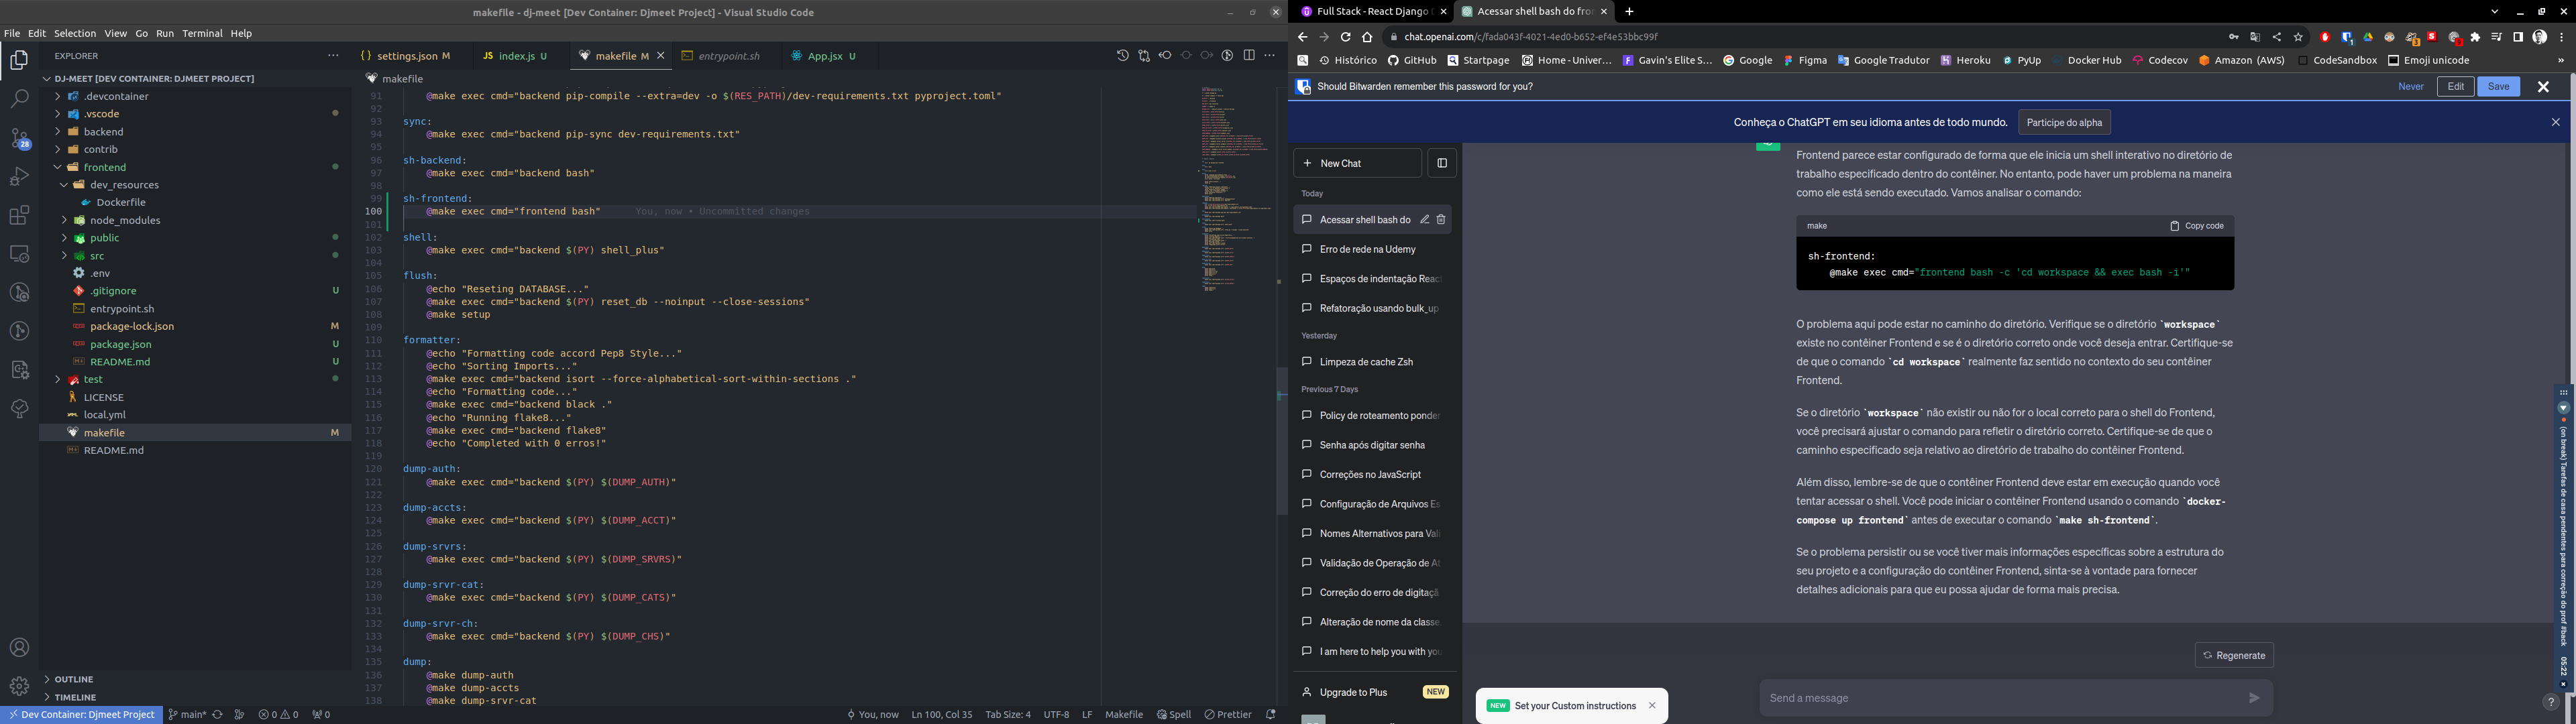 makefile - dj-meet [Dev Container: Djmeet Project] - Visual Studio Code
File Edit Selection View Go Run Terminal Help
EXPLORER
DJ-MEET [DEV CONTAINER: DJMEET PROJECT]
.devcontainer
.vscode
backend
contrib
frontend
dev_resources
Dockerfile
node_modules
public
src
.env
.gitignore U
entrypoint.sh
package-lock.json M
package.json U
README.md U
test
LICENSE
local.yml
makefile M
README.md
OUTLINE
TIMELINE
28
settings.json M
JS index.js U
makefile M
entrypoint.sh
App.jsx U
makefile
91 @make exec cmd="backend pip-compile --extra=dev -o $(RES_PATH)/dev-requirements.txt pyproject.toml"
92
93 sync:
94 @make exec cmd="backend pip-sync dev-requirements.txt"
95
96 sh-backend:
97 @make exec cmd="backend bash"
98
99 sh-frontend:
100 @make exec cmd="frontend bash" You, now • Uncommitted changes
101
102 shell:
103 @make exec cmd="backend $(PY) shell_plus"
104
105 flush:
106 @echo "Reseting DATABASE..."
107 @make exec cmd="backend $(PY) reset_db --noinput --close-sessions"
108 @make setup
109
110 formatter:
111 @echo "Formatting code accord Pep8 Style..."
112 @echo "Sorting Imports..."
113 @make exec cmd="backend isort --force-alphabetical-sort-within-sections ."
114 @echo "Formatting code..."
115 @make exec cmd="backend black ."
116 @echo "Running flake8..."
117 @make exec cmd="backend flake8"
118 @echo "Completed with 0 erros!"
119
120 dump-auth:
121 @make exec cmd="backend $(PY) $(DUMP_AUTH)"
122
123 dump-accts:
124 @make exec cmd="backend $(PY) $(DUMP_ACCT)"
125
126 dump-srvrs:
127 @make exec cmd="backend $(PY) $(DUMP_SRVRS)"
128
129 dump-srvr-cat:
130 @make exec cmd="backend $(PY) $(DUMP_CATS)"
131
132 dump-srvr-ch:
133 @make exec cmd="backend $(PY) $(DUMP_CHS)"
134
135 dump:
136 @make dump-auth
137 @make dump-accts
138 @make dump-srvr-cat
Dev Container: Djmeet Project main* 0 0 0 You, now Ln 100, Col 35 Tab Size: 4 UTF-8 LF Makefile Spell Prettier
Full Stack - React Django
Acessar shell bash do fro
chat.openai.com/c/fada043f-4021-4ed0-b652-ef4e53bbc99f
Histórico GitHub Startpage Home - Univer... Gavin's Elite S... Google Figma Google Tradutor Heroku PyUp Docker Hub Codecov Amazon (AWS) CodeSandbox Emoji unicode »
Should Bitwarden remember this password for you? Never Edit Save
Conheça o ChatGPT em seu idioma antes de todo mundo. Participe do alpha
New Chat
Today
Acessar shell bash do
Erro de rede na Udemy
Espaços de indentação Reac
Refatoração usando bulk_up
Yesterday
Limpeza de cache Zsh
Previous 7 Days
Policy de roteamento ponder
Senha após digitar senha
Correções no JavaScript
Configuração de Arquivos Es
Nomes Alternativos para Vali
Validação de Operação de At
Correção do erro de digitaçã
Alteração de nome da classe
I am here to help you with you
Upgrade to Plus NEW
Frontend parece estar configurado de forma que ele inicia um shell interativo no diretório de
trabalho especificado dentro do contêiner. No entanto, pode haver um problema na maneira
como ele está sendo executado. Vamos analisar o comando:
make Copy code
sh-frontend:
@make exec cmd="frontend bash -c 'cd workspace && exec bash -i'"
O problema aqui pode estar no caminho do diretório. Verifique se o diretório `workspace`
existe no contêiner Frontend e se é o diretório correto onde você deseja entrar. Certifique-se
de que o comando `cd workspace` realmente faz sentido no contexto do seu contêiner
Frontend.
Se o diretório `workspace` não existir ou não for o local correto para o shell do Frontend,
você precisará ajustar o comando para refletir o diretório correto. Certifique-se de que o
caminho especificado seja relativo ao diretório de trabalho do contêiner Frontend.
Além disso, lembre-se de que o contêiner Frontend deve estar em execução quando você
tentar acessar o shell. Você pode iniciar o contêiner Frontend usando o comando `docker-
compose up frontend` antes de executar o comando `make sh-frontend`.
Se o problema persistir ou se você tiver mais informações específicas sobre a estrutura do
seu projeto e a configuração do contêiner Frontend, sinta-se à vontade para fornecer
detalhes adicionais para que eu possa ajudar de forma mais precisa.
Regenerate
Send a message
NEW Set your Custom instructions
?
(on break) Tarefas de casa pendentes para correção do prof #back 05:22